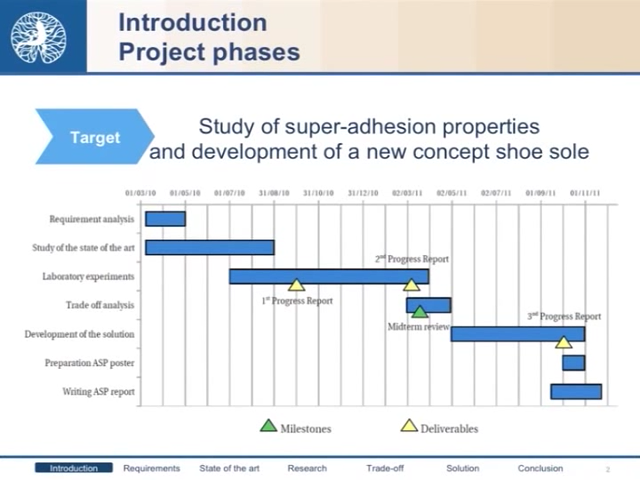 Introduction
Project phases
Target
Study of super-adhesion properties
and development of a new concept shoe sole
01/03/10 01/05/10 01/07/10 31/08/10 31/10/10 31/12/10 02/03/11 02/05/11 02/07/11 01/09/11 01/11/11
Requirement analysis
Study of the state of the art
2nd Progress Report
Laboratory experiments
1st Progress Report
Trade off analysis
3rd Progress Report
Midterm review
Development of the solution
Preparation ASP poster
Writing ASP report
Milestones Deliverables
Introduction Requirements State of the art Research Trade-off Solution Conclusion 2